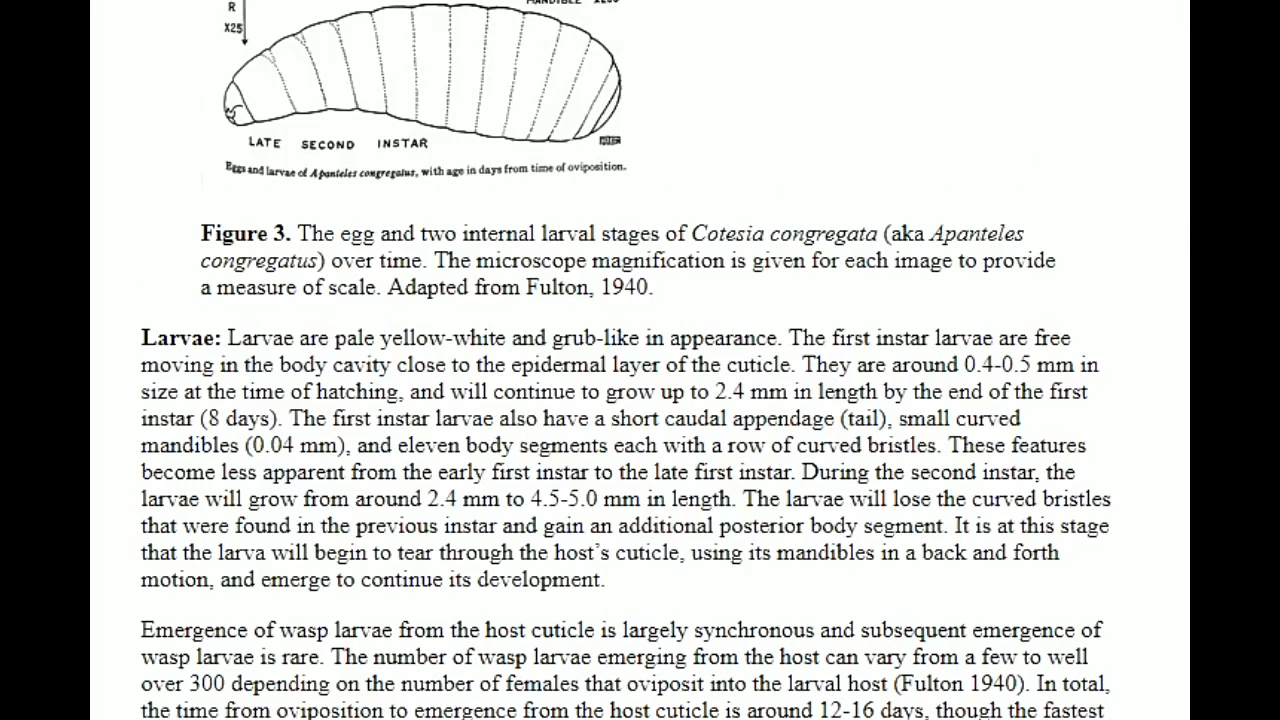 MANDIBLE X200
R
X25
LATE SECOND INSTAR
Eggs and larvae of Apanteles congregatus, with age in days from time of oviposition.
Figure 3. The egg and two internal larval stages of Cotesia congregata (aka Apanteles
congregatus) over time. The microscope magnification is given for each image to provide
a measure of scale. Adapted from Fulton, 1940.
Larvae: Larvae are pale yellow-white and grub-like in appearance. The first instar larvae are free
moving in the body cavity close to the epidermal layer of the cuticle. They are around 0.4-0.5 mm in
size at the time of hatching, and will continue to grow up to 2.4 mm in length by the end of the first
instar (8 days). The first instar larvae also have a short caudal appendage (tail), small curved
mandibles (0.04 mm), and eleven body segments each with a row of curved bristles. These features
become less apparent from the early first instar to the late first instar. During the second instar, the
larvae will grow from around 2.4 mm to 4.5-5.0 mm in length. The larvae will lose the curved bristles
that were found in the previous instar and gain an additional posterior body segment. It is at this stage
that the larva will begin to tear through the host's cuticle, using its mandibles in a back and forth
motion, and emerge to continue its development.
Emergence of wasp larvae from the host cuticle is largely synchronous and subsequent emergence of
wasp larvae is rare. The number of wasp larvae emerging from the host can vary from a few to well
over 300 depending on the number of females that oviposit into the larval host (Fulton 1940). In total,
the time from oviposition to emergence from the host cuticle is around 12-16 days, though the fastest